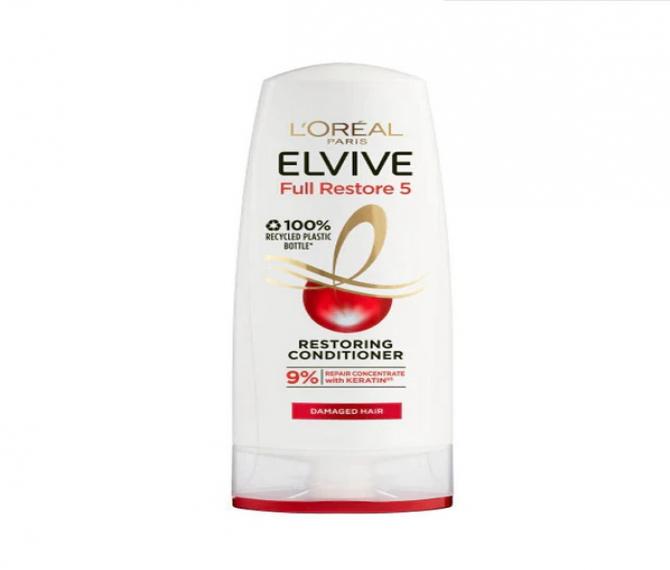 L'ORÉAL
PARIS
ELVIVE
Full Restore 5
100%
RECYCLED PLASTIC
BOTTLE*
RESTORING
CONDITIONER
9% REPAIR CONCENTRATE
with KERATIN
DAMAGED HAIR